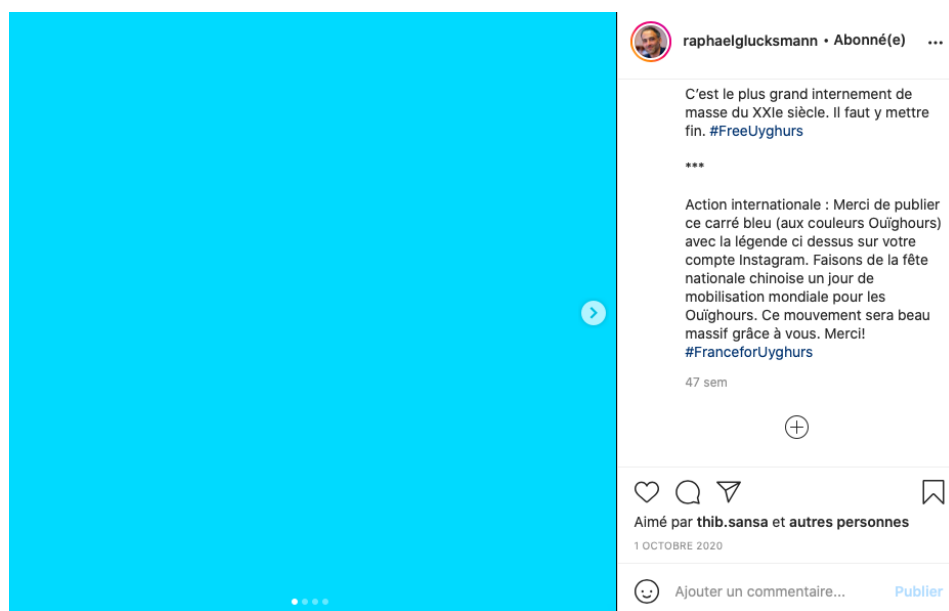 raphaelglucksmann • Abonné(e)
C'est le plus grand internement de
masse du XXIe siècle. Il faut y mettre
fin. #FreeUyghurs
***
Action internationale : Merci de publier
ce carré bleu (aux couleurs Ouïghours)
avec la légende ci dessus sur votre
compte Instagram. Faisons de la fête
nationale chinoise un jour de
mobilisation mondiale pour les
Ouïghours. Ce mouvement sera beau
massif grâce à vous. Merci!
#FranceforUyghurs
47 sem
Aimé par thib.sansa et autres personnes
1 OCTOBRE 2020
Ajouter un commentaire...
Publier